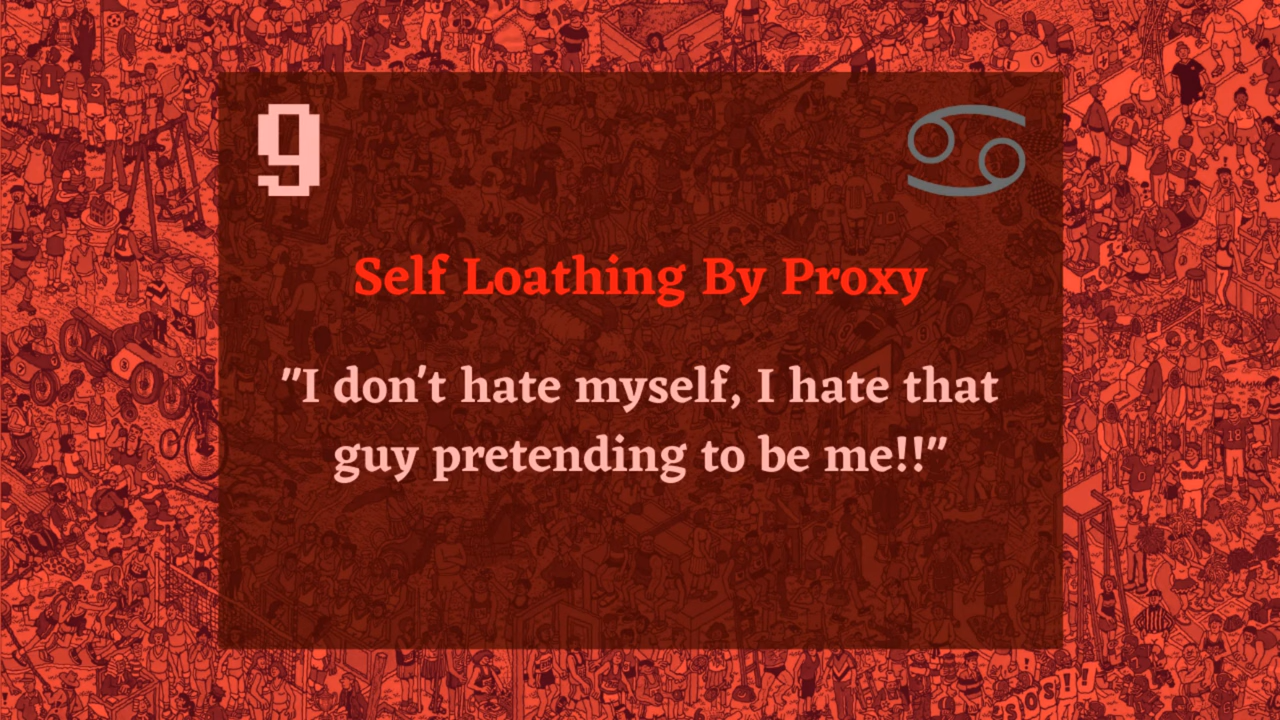 9
Self Loathing By Proxy
"I don't hate myself, I hate that
guy pretending to be me!!"